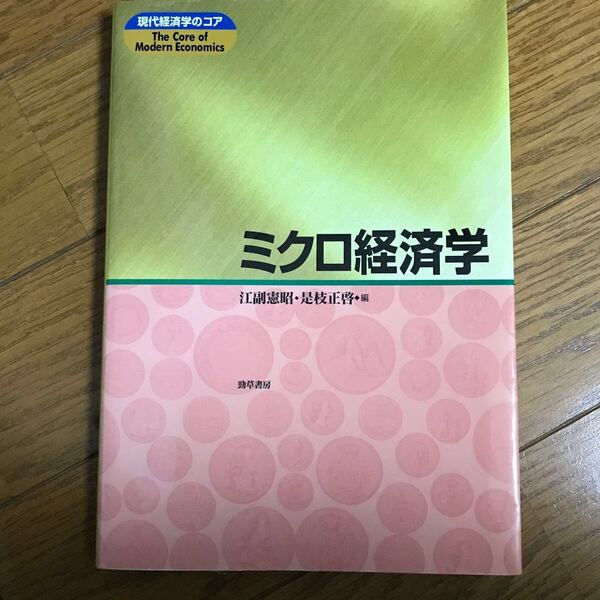 現代経済学のコア
The Core of
Modern Economics
ミクロ経済学
江副憲昭・是枝正啓◆編
勁草書房